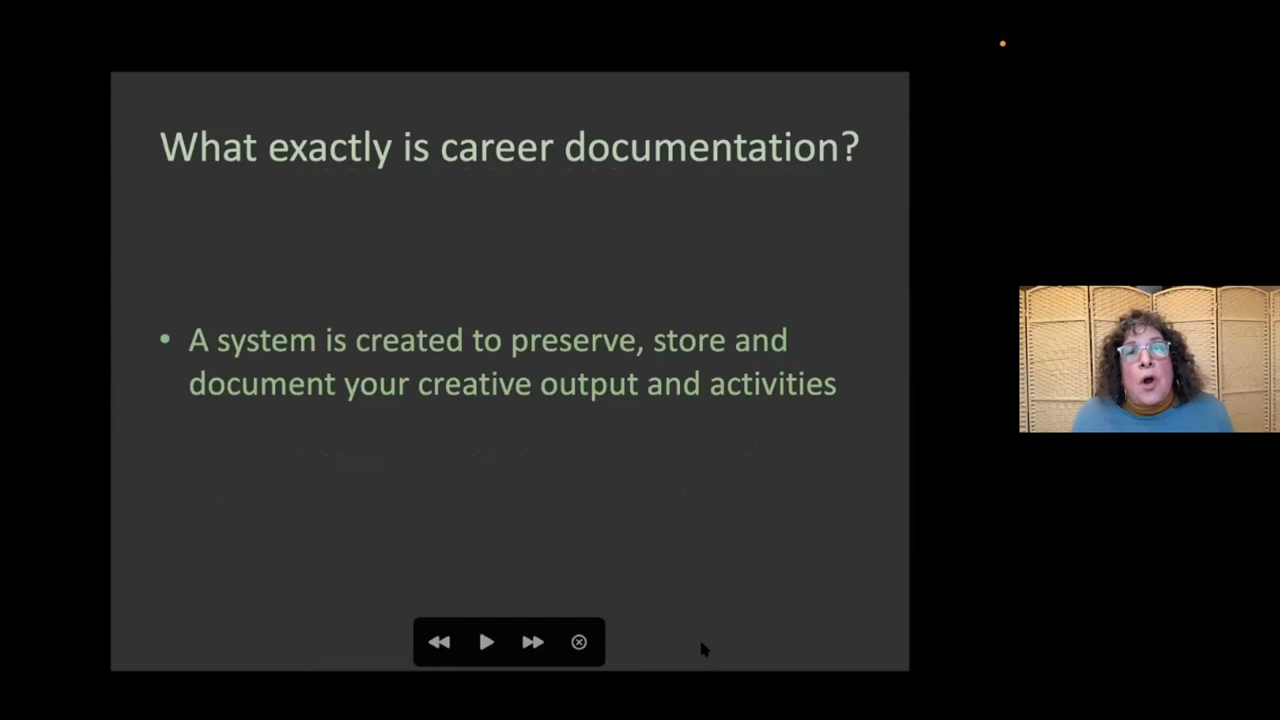 What exactly is career documentation?
• A system is created to preserve, store and
document your creative output and activities